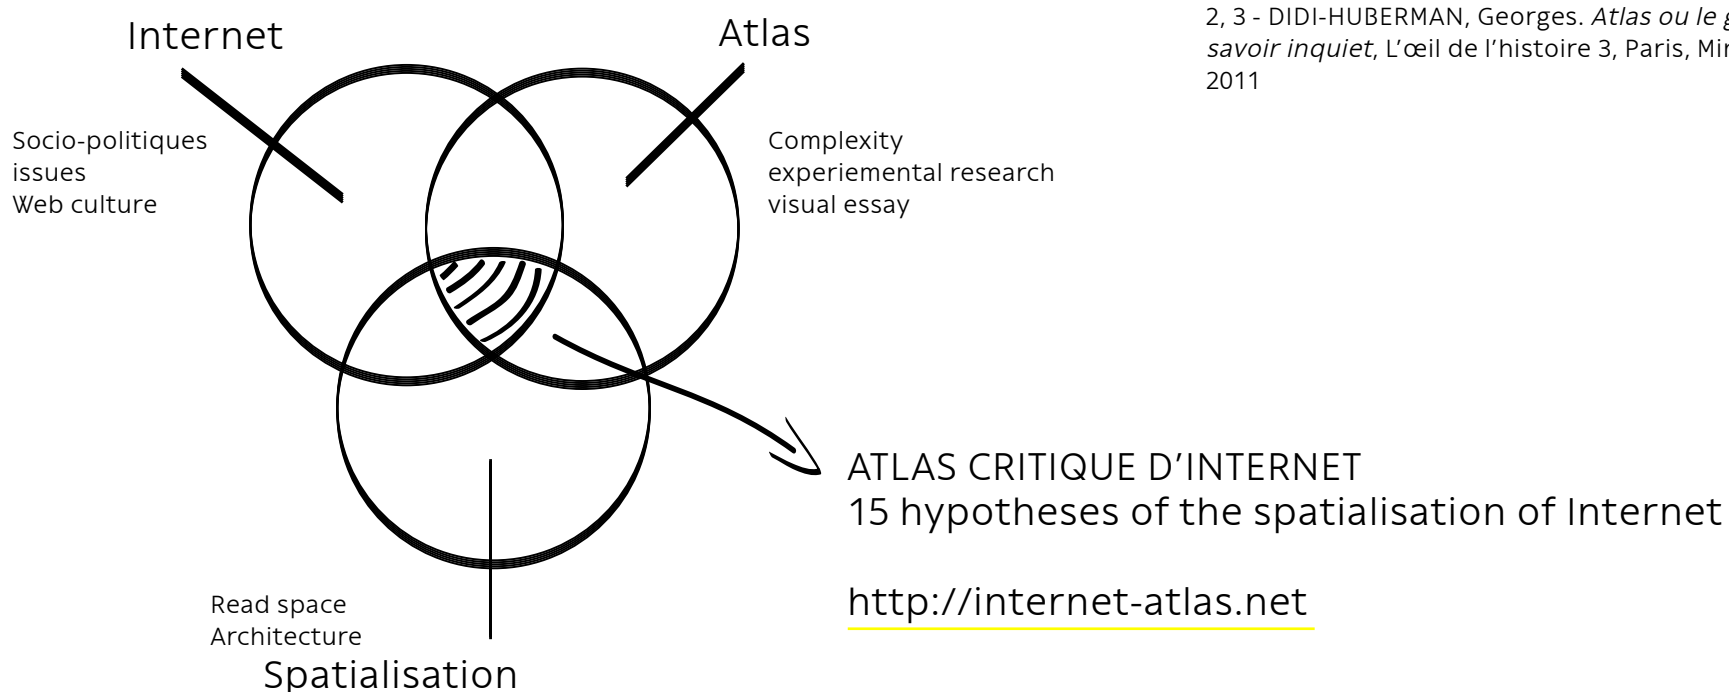 Internet
Atlas
2, 3 - DIDI-HUBERMAN, Georges. Atlas ou le
savoir inquiet, L’œil de l’histoire 3, Paris,
2011
Socio-politiques
issues
Web culture
Complexity
experiemental research
visual essay
ATLAS CRITIQUE D’INTERNET
15 hypotheses of the spatialisation of Internet
http://internet-atlas.net
Read space
Architecture
Spatialisation